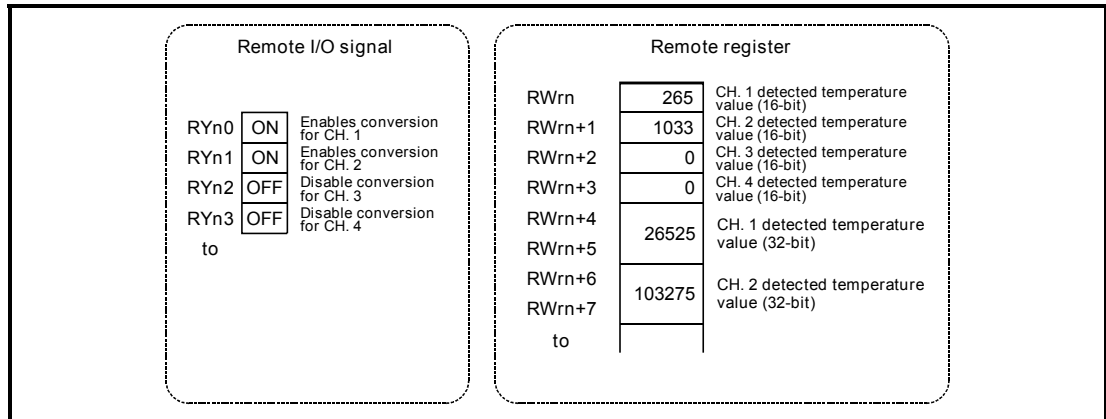 Remote I/O signal
RYn0 ON Enables conversion
for CH. 1
RYn1 ON Enables conversion
for CH. 2
RYn2 OFF Disable conversion
for CH. 3
RYn3 OFF Disable conversion
for CH. 4
to
Remote register
RWrn 265 CH. 1 detected temperature
value (16-bit)
RWrn+1 1033 CH. 2 detected temperature
value (16-bit)
RWrn+2 0 CH. 3 detected temperature
value (16-bit)
RWrn+3 0 CH. 4 detected temperature
value (16-bit)
RWrn+4
RWrn+5
26525 CH. 1 detected temperature
value (32-bit)
RWrn+6
RWrn+7
103275 CH. 2 detected temperature
value (32-bit)
to